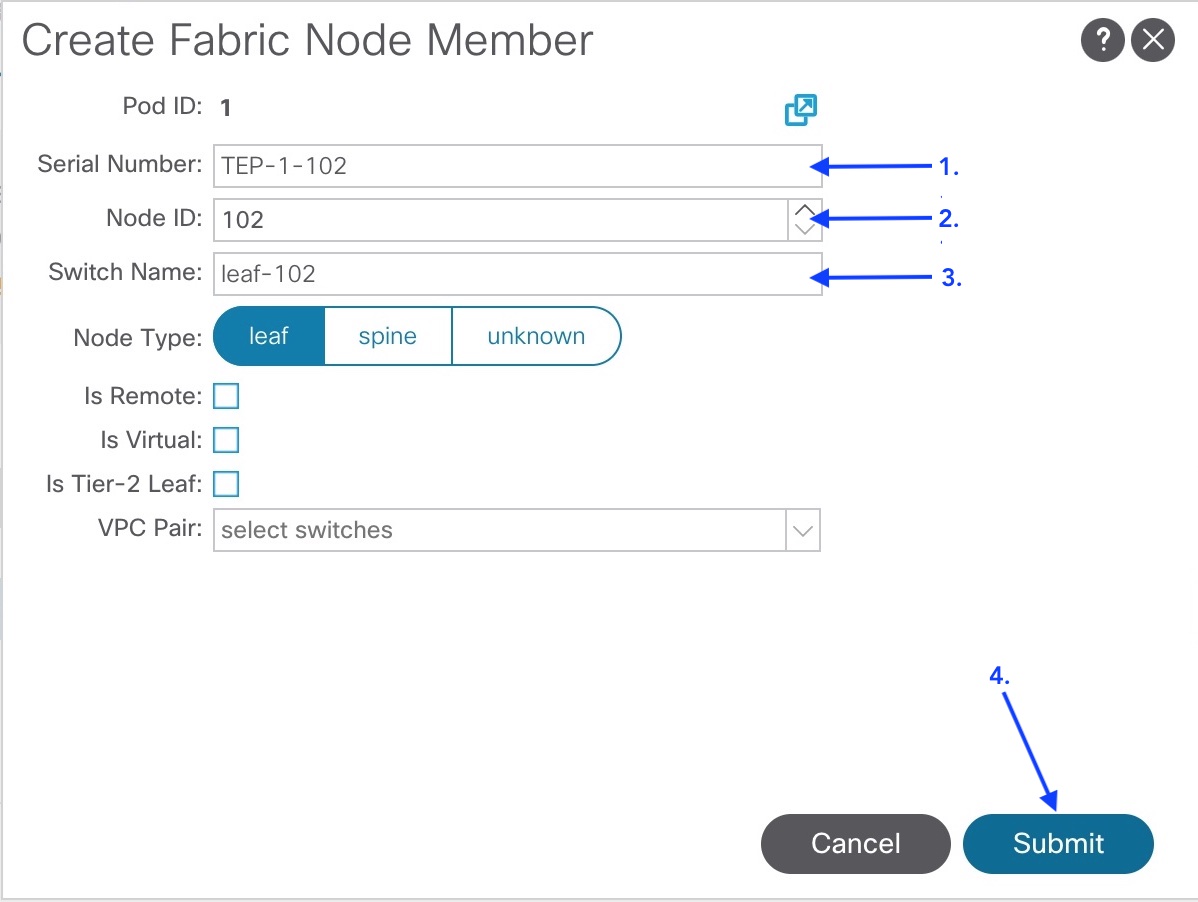 Create Fabric Node Member
?
Pod ID: 1
Serial Number: TEP-1-102 1.
Node ID: 102 2.
Switch Name: leaf-102 3.
Node Type: leaf spine unknown
Is Remote:
Is Virtual:
Is Tier-2 Leaf:
VPC Pair: select switches
4.
Cancel Submit